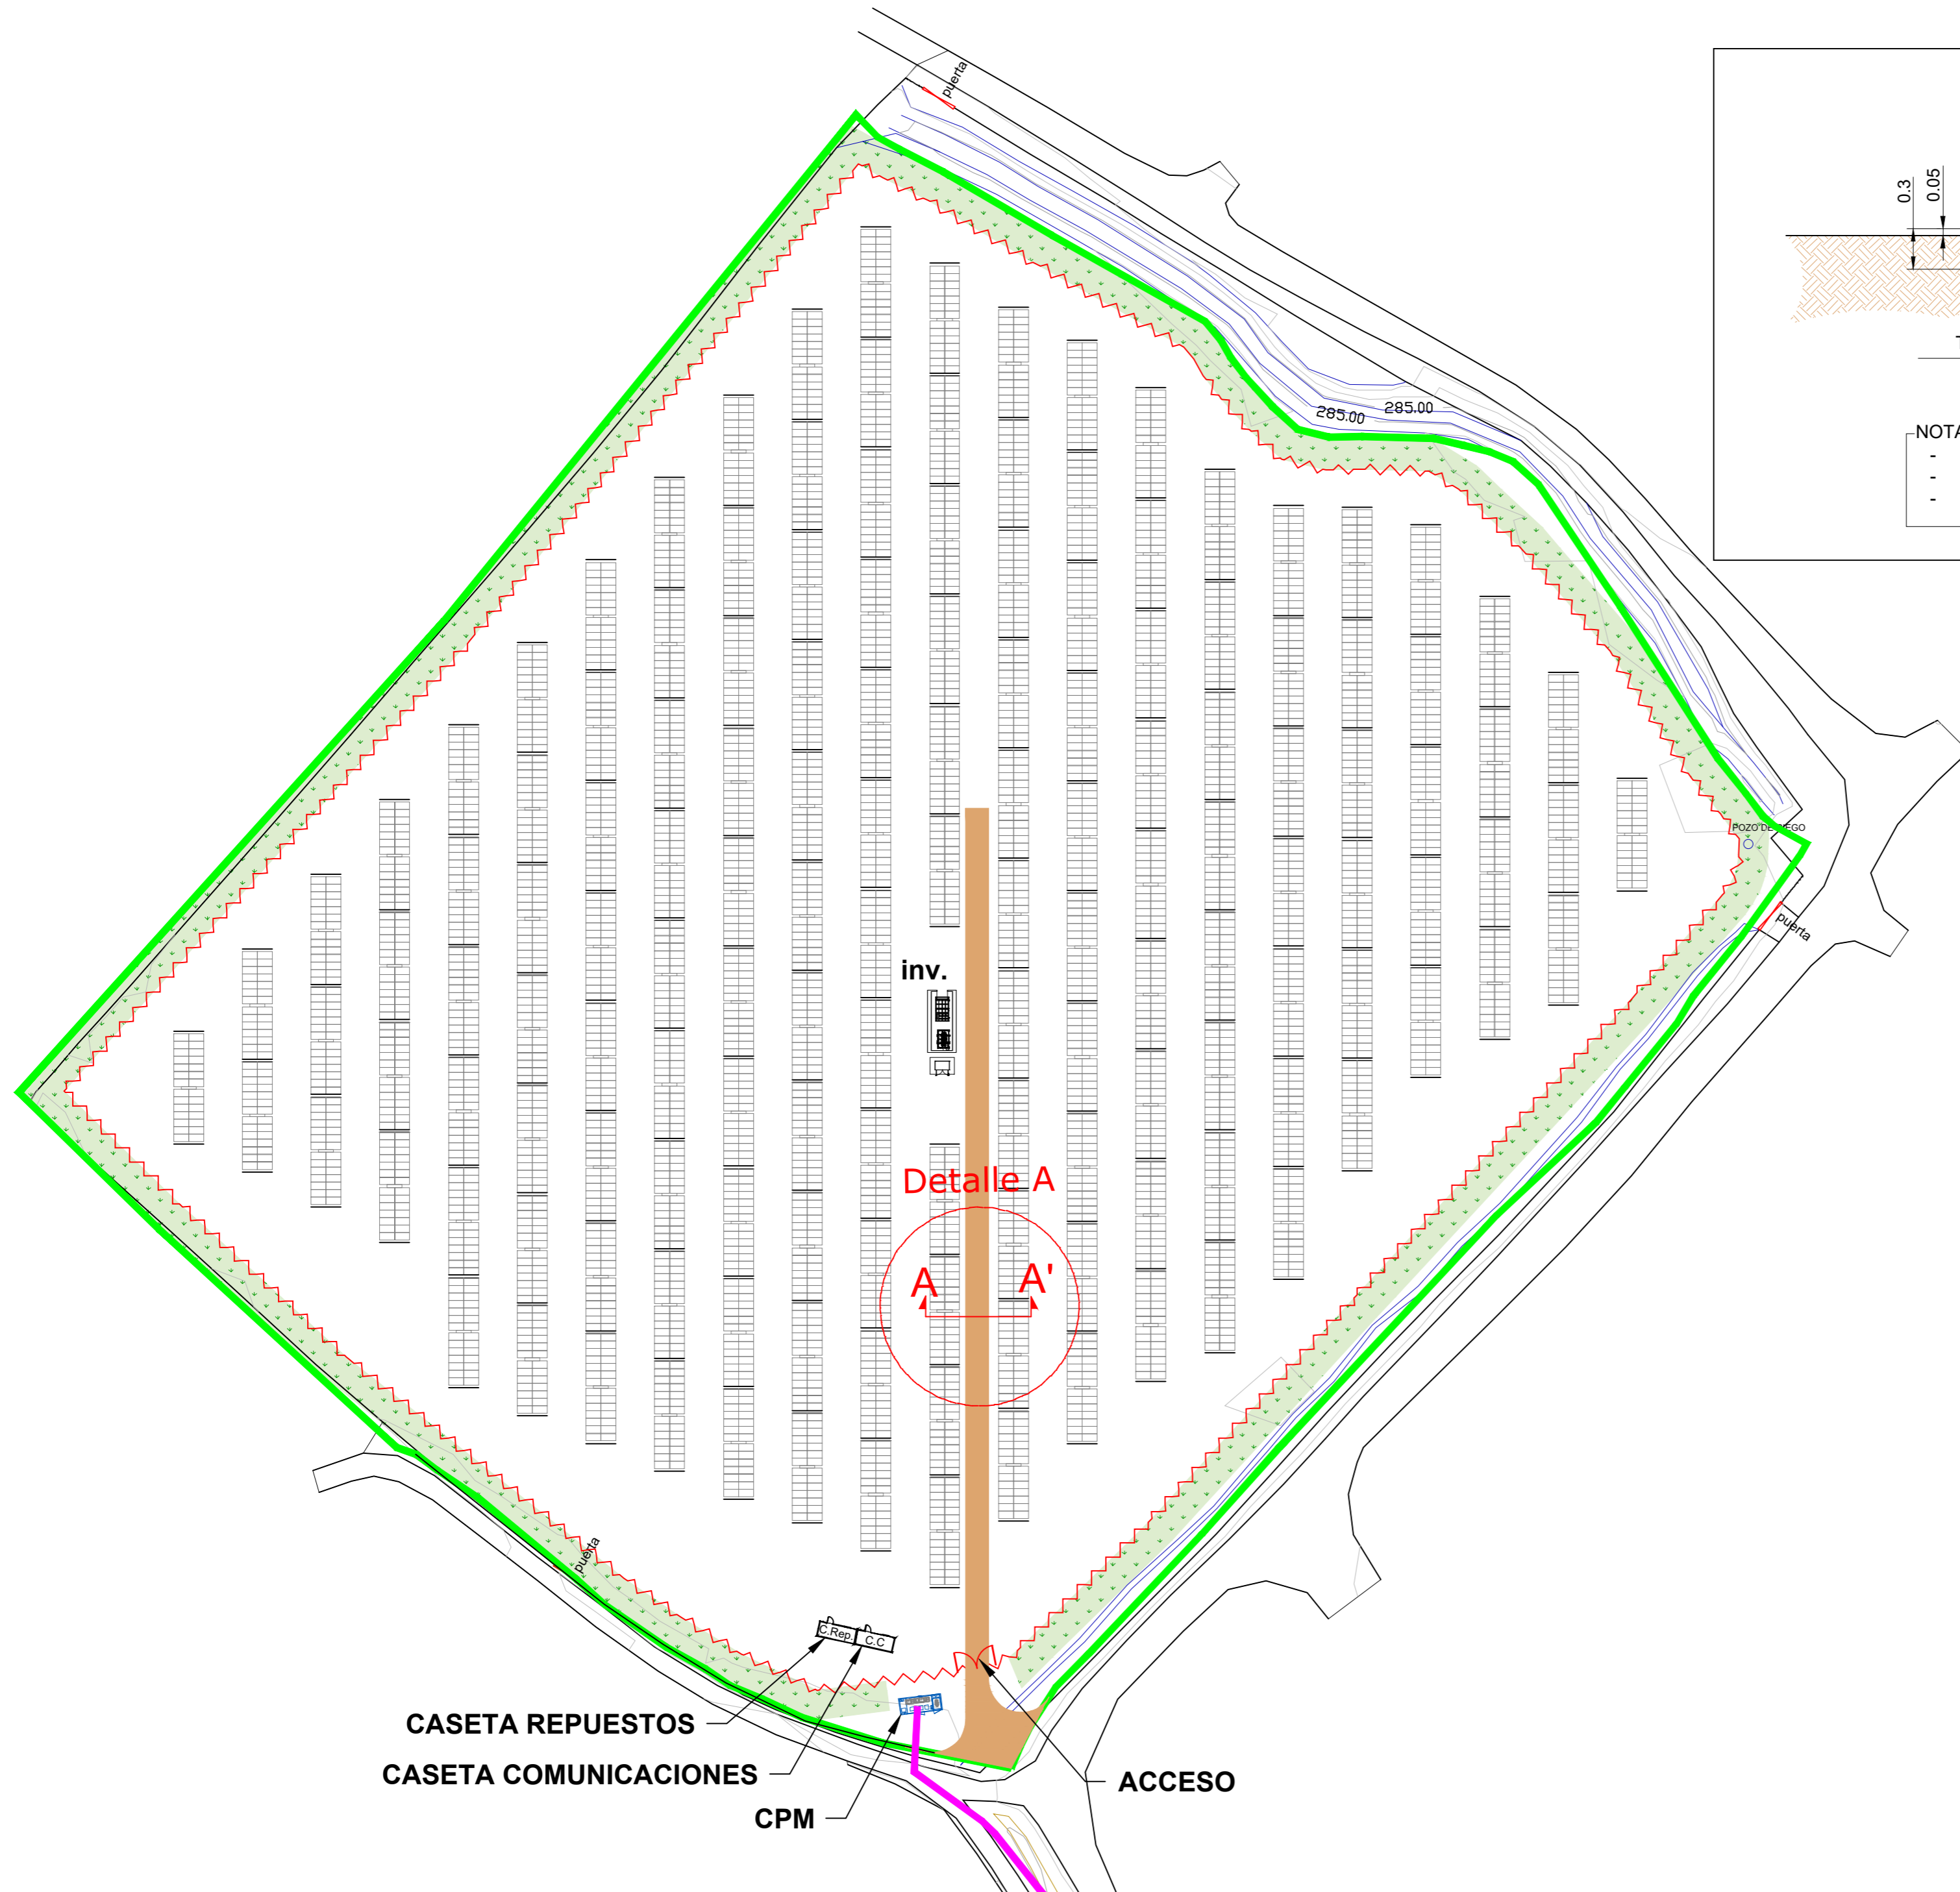 puerta
0.3
0.05
285.00
285.00
NOTA
-
-
-
puerta
inv.
Detalle A
A
A'
puerta
C.Rep.
C.C
CASETA REPUESTOS
CASETA COMUNICACIONES
CPM
ACCESO
POZO DE